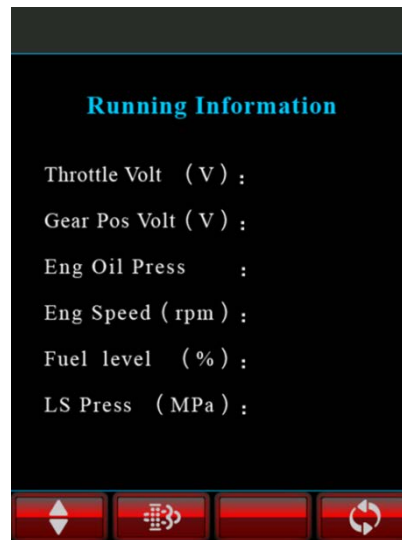 Running Information
Throttle Volt （V）：
Gear Pos Volt（V）：
Eng Oil Press ：
Eng Speed（rpm）：
Fuel level （%）：
LS Press （MPa）：